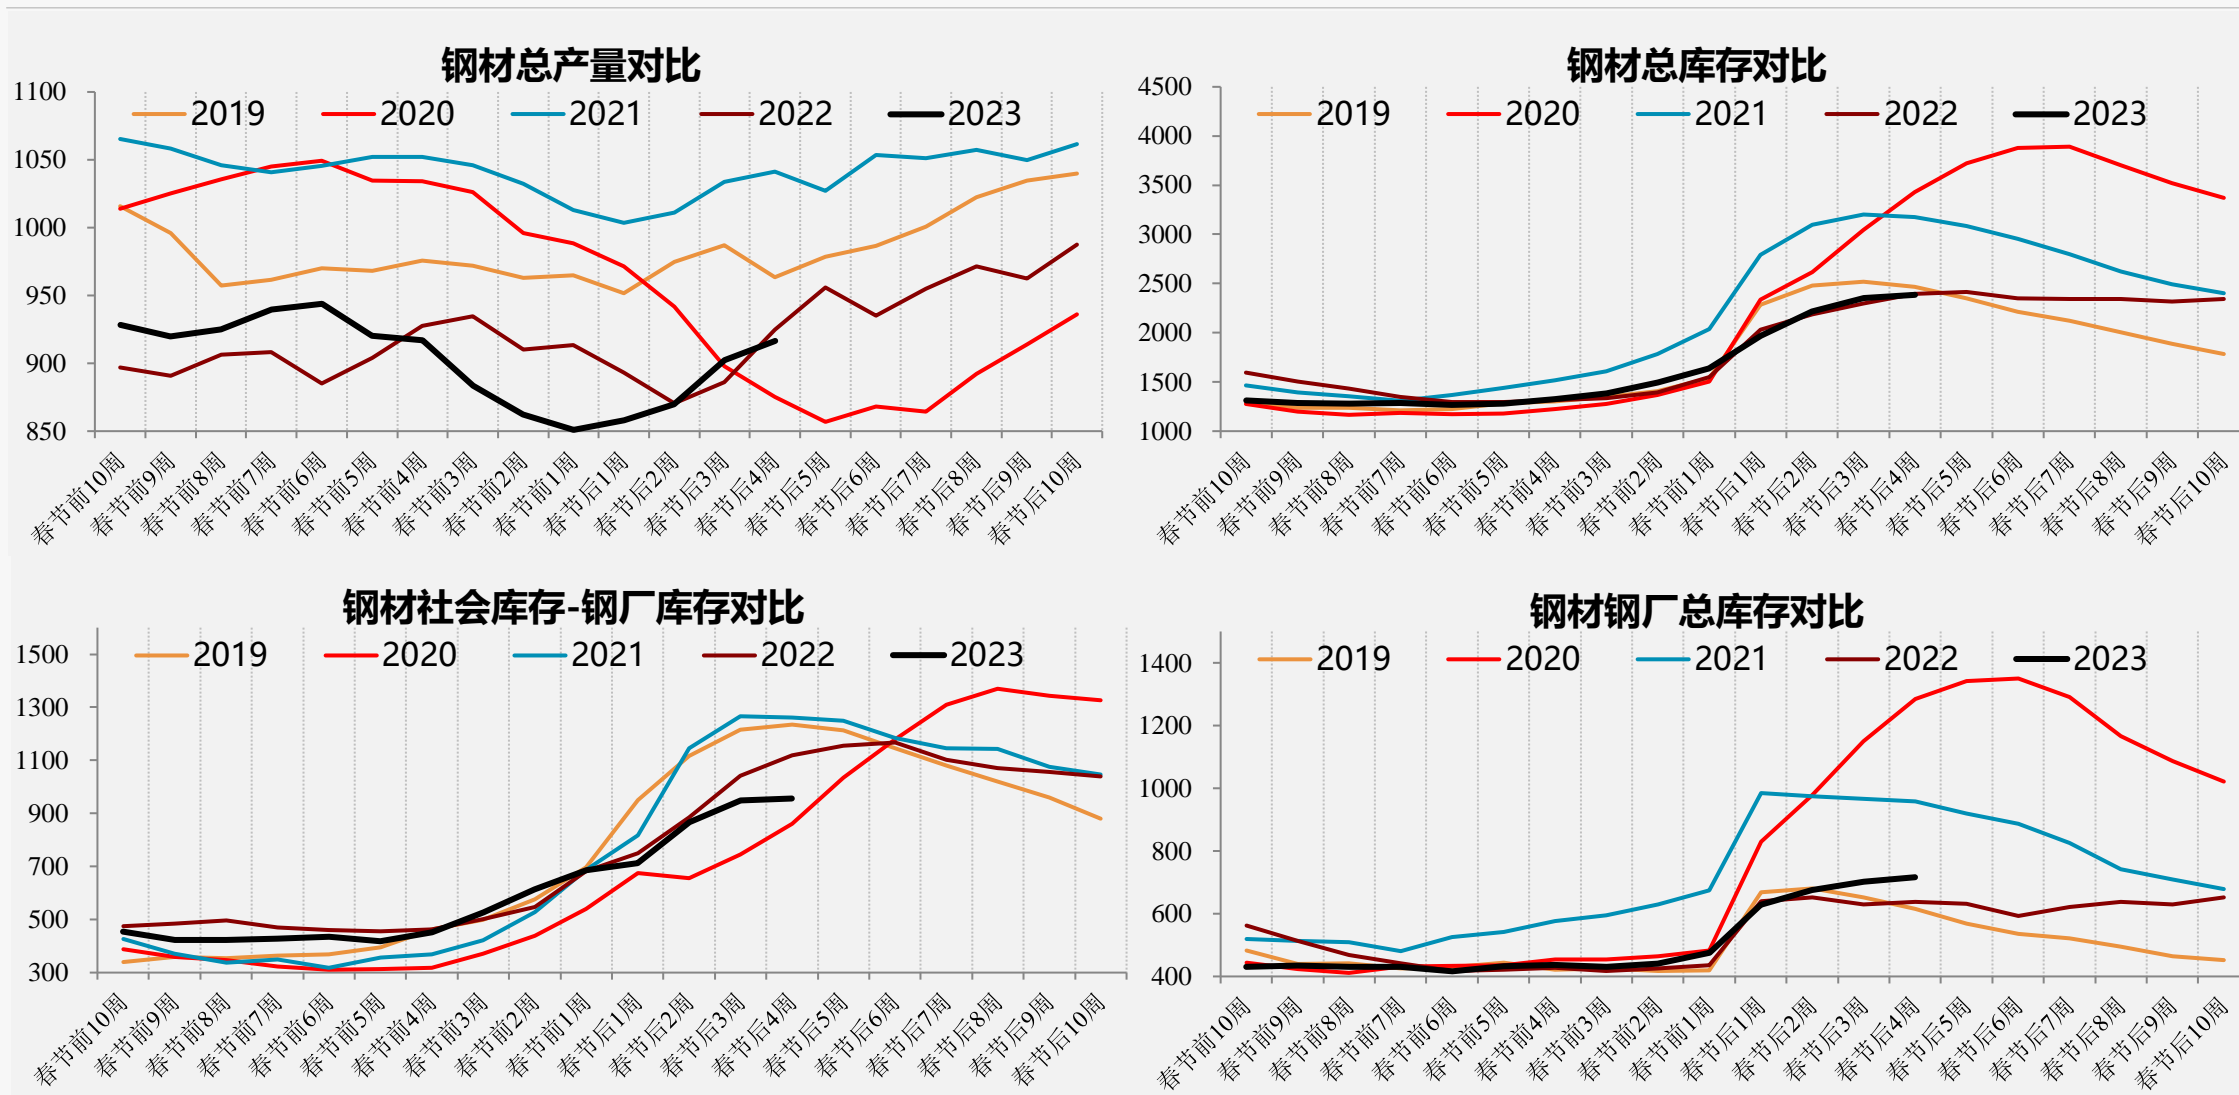 钢材总产量对比
2019 2020 2021 2022 2023
1100
1050
1000
950
900
850
春节前10周 春节前9周 春节前8周 春节前7周 春节前6周 春节前5周 春节前4周 春节前3周 春节前2周 春节前1周 春节后1周 春节后2周 春节后3周 春节后4周 春节后5周 春节后6周 春节后7周 春节后8周 春节后9周 春节后10周
钢材总库存对比
2019 2020 2021 2022 2023
4500
4000
3500
3000
2500
2000
1500
1000
春节前10周 春节前9周 春节前8周 春节前7周 春节前6周 春节前5周 春节前4周 春节前3周 春节前2周 春节前1周 春节后1周 春节后2周 春节后3周 春节后4周 春节后5周 春节后6周 春节后7周 春节后8周 春节后9周 春节后10周
钢材社会库存-钢厂库存对比
2019 2020 2021 2022 2023
1500
1300
1100
900
700
500
300
春节前10周 春节前9周 春节前8周 春节前7周 春节前6周 春节前5周 春节前4周 春节前3周 春节前2周 春节前1周 春节后1周 春节后2周 春节后3周 春节后4周 春节后5周 春节后6周 春节后7周 春节后8周 春节后9周 春节后10周
钢材钢厂总库存对比
2019 2020 2021 2022 2023
1400
1200
1000
800
600
400
春节前10周 春节前9周 春节前8周 春节前7周 春节前6周 春节前5周 春节前4周 春节前3周 春节前2周 春节前1周 春节后1周 春节后2周 春节后3周 春节后4周 春节后5周 春节后6周 春节后7周 春节后8周 春节后9周 春节后10周